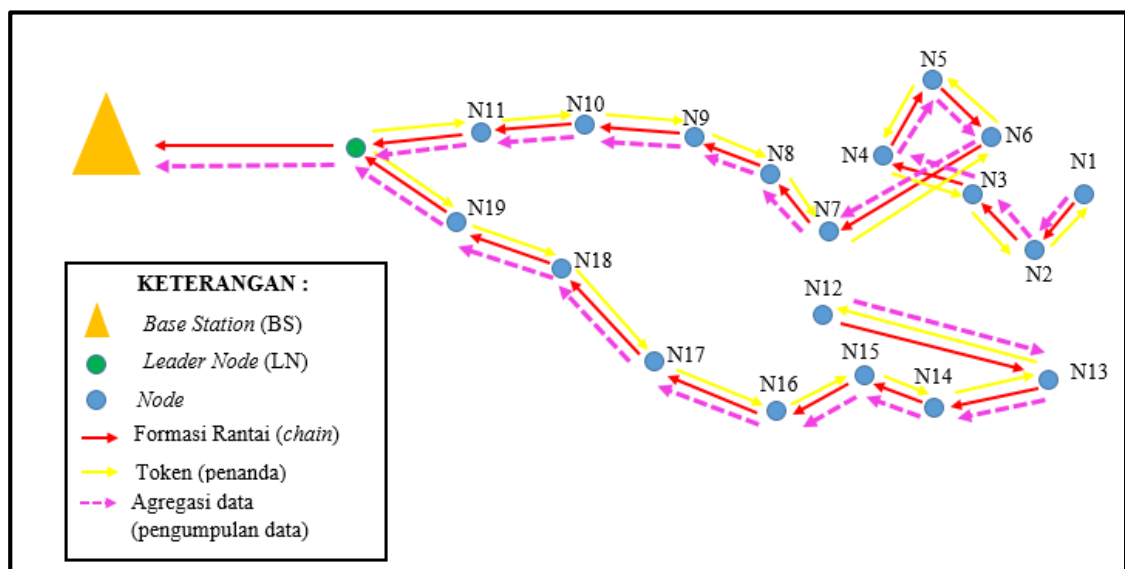 N5
N11
N10
N9
N6
N8
N4
N3
N1
N7
N19
N2
N18
N12
KETERANGAN :
Base Station (BS)
Leader Node (LN)
Node
Formasi Rantai (chain)
Token (penanda)
Agregasi data
(pengumpulan data)
N17
N15
N16
N14
N13